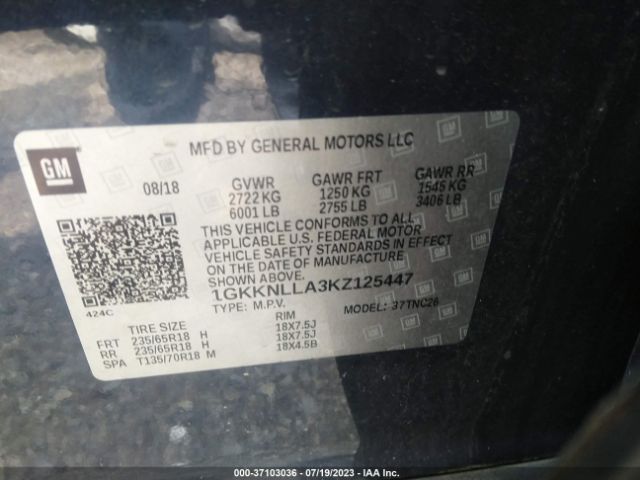 GM
MFD BY GENERAL MOTORS LLC
08/18
GVWR GAWR FRT GAWR RR
2722 KG 1250 KG 1545 KG
6001 LB 2755 LB 3406 LB
THIS VEHICLE CONFORMS TO ALL
APPLICABLE U.S. FEDERAL MOTOR
VEHICLE SAFETY STANDARDS IN EFFECT
ON THE DATE OF MANUFACTURE
SHOWN ABOVE.
1GKKNLLA3KZ125447
TYPE: M.P.V. MODEL: 37TNC26
424C
TIRE SIZE RIM
FRT 235/65R18 H 18X7.5J
RR 235/65R18 H 18X7.5J
SPA T135/70R18 M 18X4.5B
000-37103036 - 07/19/2023 - IAA Inc.